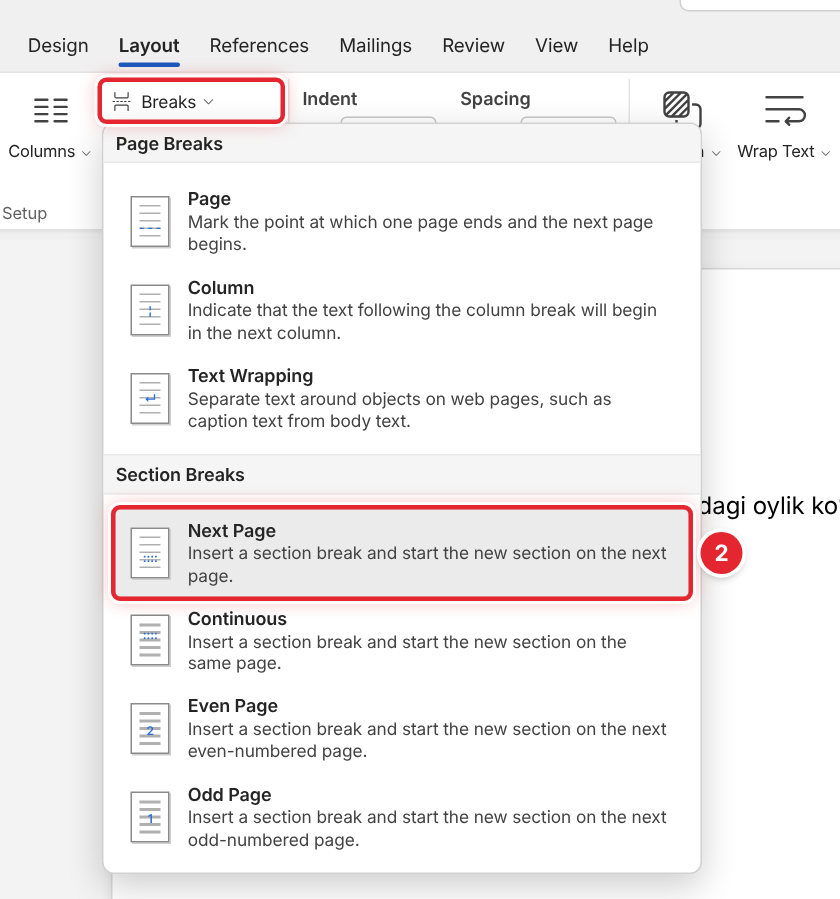 Design Layout References Mailings Review View Help
Breaks Indent Spacing
Columns Wrap Text
Setup
Page Breaks
Page
Mark the point at which one page ends and the next page
begins.
Column
Indicate that the text following the column break will begin
in the next column.
Text Wrapping
Separate text around objects on web pages, such as
caption text from body text.
Section Breaks
dagi oylik
Next Page
Insert a section break and start the new section on the next
page.
2
Continuous
Insert a section break and start the new section on the
same page.
Even Page
Insert a section break and start the new section on the next
even-numbered page.
2
Odd Page
Insert a section break and start the new section on the next
odd-numbered page.
1